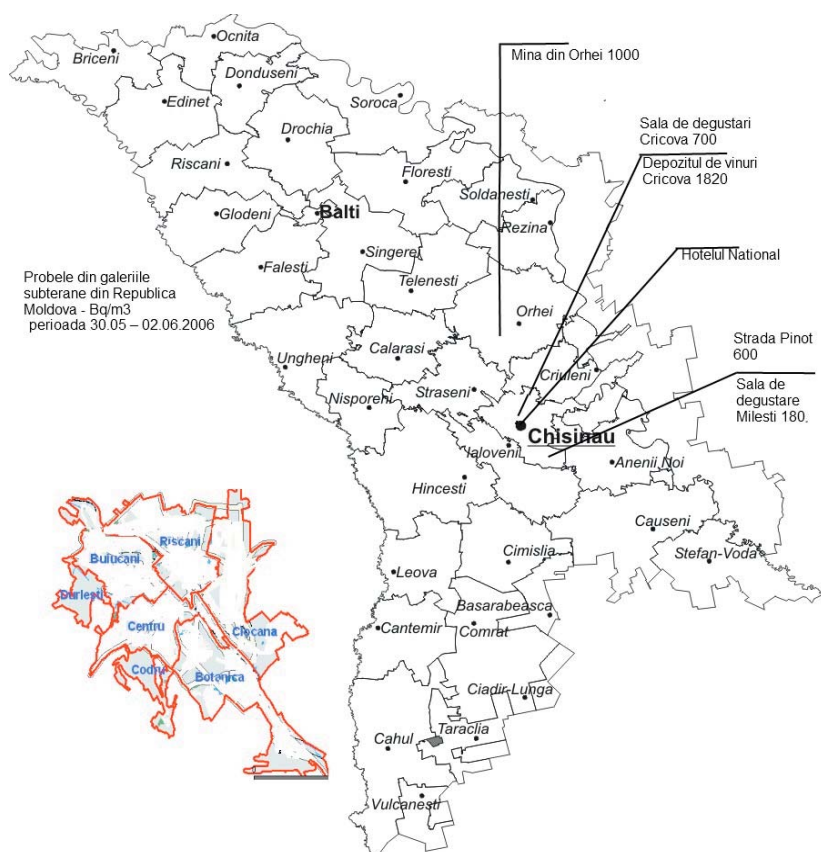 Ocnita
Briceni
Donduseni
Edinet
Soroca
Drochia
Riscani
Floresti
Soldanesti
Glodeni
Balti
Rezina
Singerei
Falesti
Telenesti
Orhei
Ungheni
Calarasi
Criuleni
Nisporeni
Straseni
Chisinau
Ialoveni
Anenii Noi
Hincesti
Causeni
Stefan-Voda
Cimislia
Leova
Basarabeasca
Cantemir
Comrat
Ciadir-Lunga
Taraclia
Cahul
Vulcanesti
Mina din Orhei 1000
Sala de degustari
Cricova 700
Depozitul de vinuri
Cricova 1820
Hotelul National
Strada Pinot
600
Sala de
degustare
Milesti 180.
Probele din galeriile
subterane din Republica
Moldova - Bq/m3
perioada 30.05 – 02.06.2006
Riscani
Buiucani
Durlesti
Centru
Ciocana
Codru
Botanica